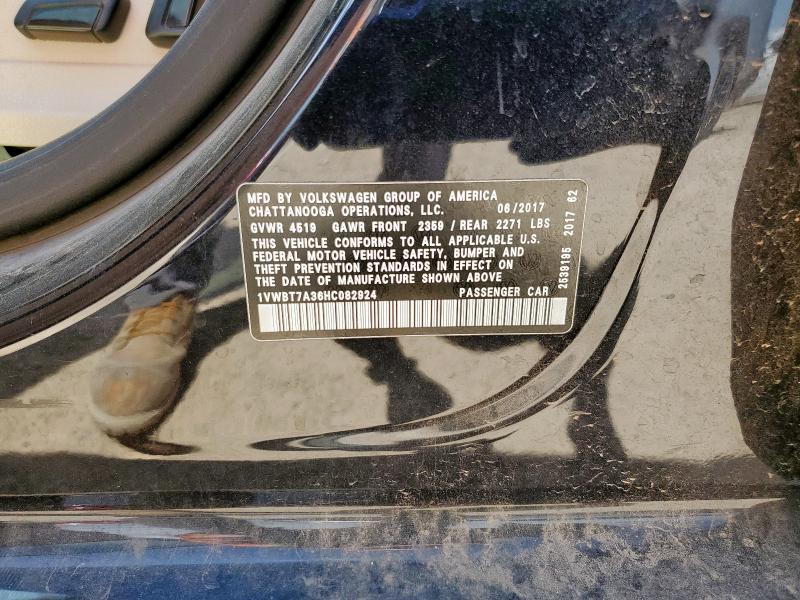 MFD BY VOLKSWAGEN GROUP OF AMERICA
CHATTANOOGA OPERATIONS, LLC. 06/2017
GVWR 4519 GAWR FRONT 2359 / REAR 2271 LBS
THIS VEHICLE CONFORMS TO ALL APPLICABLE U.S.
FEDERAL MOTOR VEHICLE SAFETY, BUMPER AND
THEFT PREVENTION STANDARDS IN EFFECT ON
THE DATE OF MANUFACTURE SHOWN ABOVE
1VWBT7A36HC082924 PASSENGER CAR
2539195 2017 62